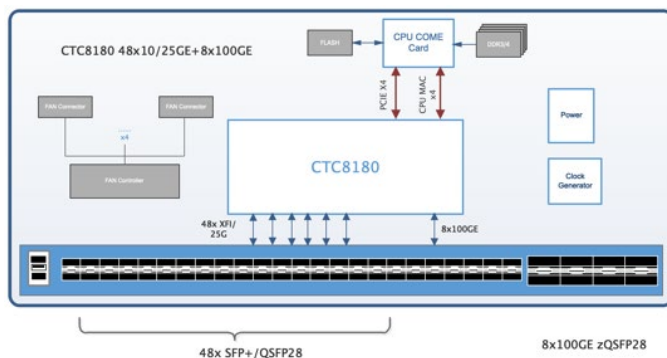 CTC8180 48x10/25GE+8x100GE
FLASH
CPU COME
Card
DDR3/4
FAN Connector
FAN Connector
x4
FAN Controller
PCIE X4
CPU MAC
x4
Power
CTC8180
Clock
Generator
48x XFI/
25G
8x100GE
48x SFP+/QSFP28
8x100GE zQSFP28